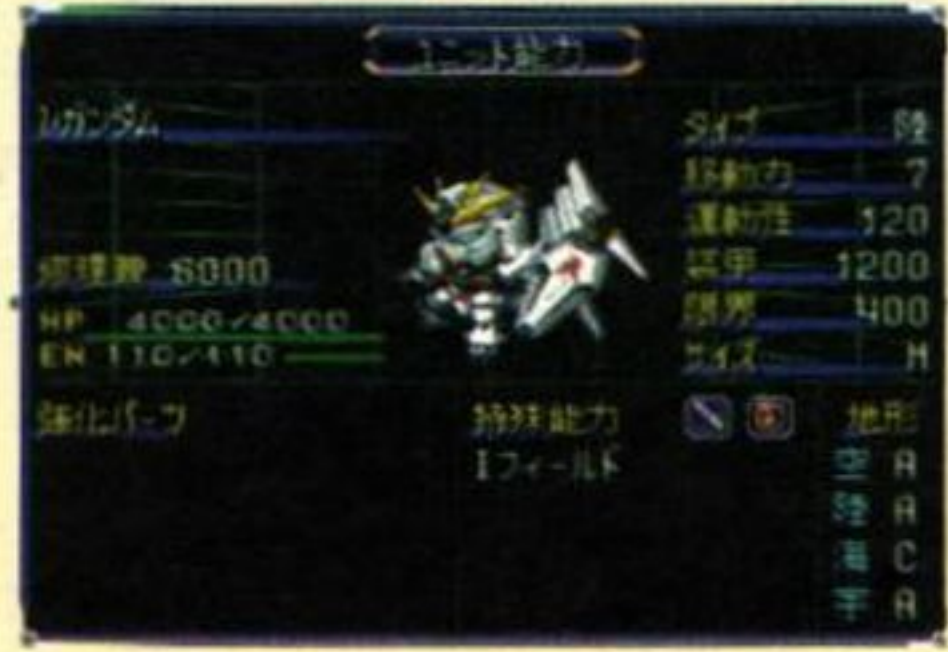 ユニット能力
νガンダム
修理費 6000
HP 4000/4000
EN 110/110
タイプ 陸
移動力 7
運動性 120
装甲 1200
限界 400
サイズ M
強化パーツ
特殊能力
Iフィールド
地形
空 A
陸 A
海 C
宇 A